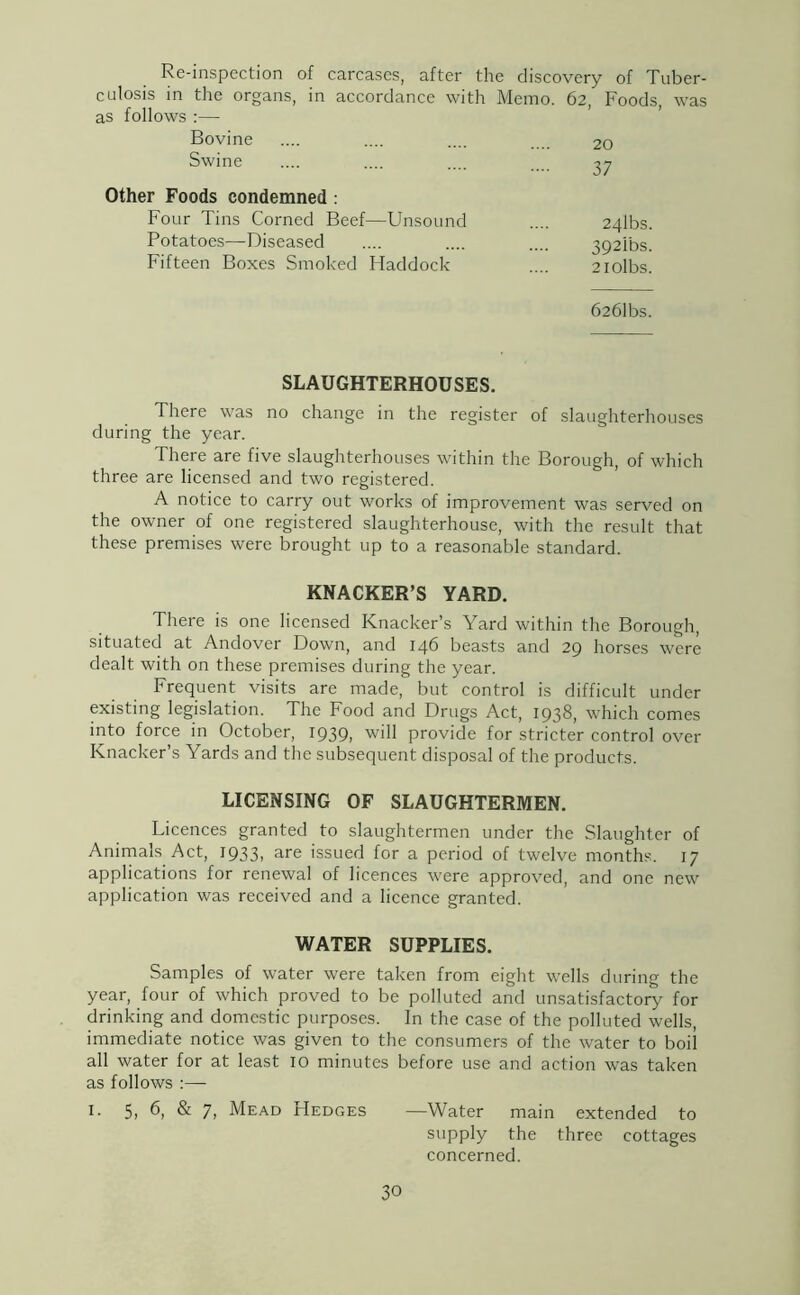 Re-inspection of carcases, after the discovery of Tuber-
culosis in the organs, in accordance with Memo. 62, Foods, was
as follows :—
Bovine .... .... .... .... 20
Swine .... .... .... .... 37
Other Foods condemned :
Four Tins Corned Beef—Unsound .... 24lbs.
Potatoes—Diseased .... .... .... 392lbs.
Fifteen Boxes Smoked Haddock .... 210lbs.
626lbs.
SLAUGHTERHOUSES.
There was no change in the register of slaughterhouses
during the year.
There are five slaughterhouses within the Borough, of which
three are licensed and two registered.
A notice to carry out works of improvement was served on
the owner of one registered slaughterhouse, with the result that
these premises were brought up to a reasonable standard.
KNACKER'S YARD.
There is one licensed Knacker's Yard within the Borough,
situated at Andover Down, and 146 beasts and 29 horses were
dealt with on these premises during the year.
Frequent visits are made, but control is difficult under
existing legislation. The Food and Drugs Act, 1938, which comes
into force in October, 1939, will provide for stricter control over
Knacker's Yards and the subsequent disposal of the products.
LICENSING OF SLAUGHTERMEN.
Licences granted to slaughtermen under the Slaughter of
Animals Act, 1933, are issued for a period of twelve months. 17
applications for renewal of licences were approved, and one new
application was received and a licence granted.
WATER SUPPLIES.
Samples of water were taken from eight wells during the
year, four of which proved to be polluted and unsatisfactory for
drinking and domestic purposes. In the case of the polluted wells,
immediate notice was given to the consumers of the water to boil
all water for at least 10 minutes before use and action was taken
as follows :—
1. 5, 6, & 7, Mead Hedges —Water main extended to
supply the three cottages
concerned.
30